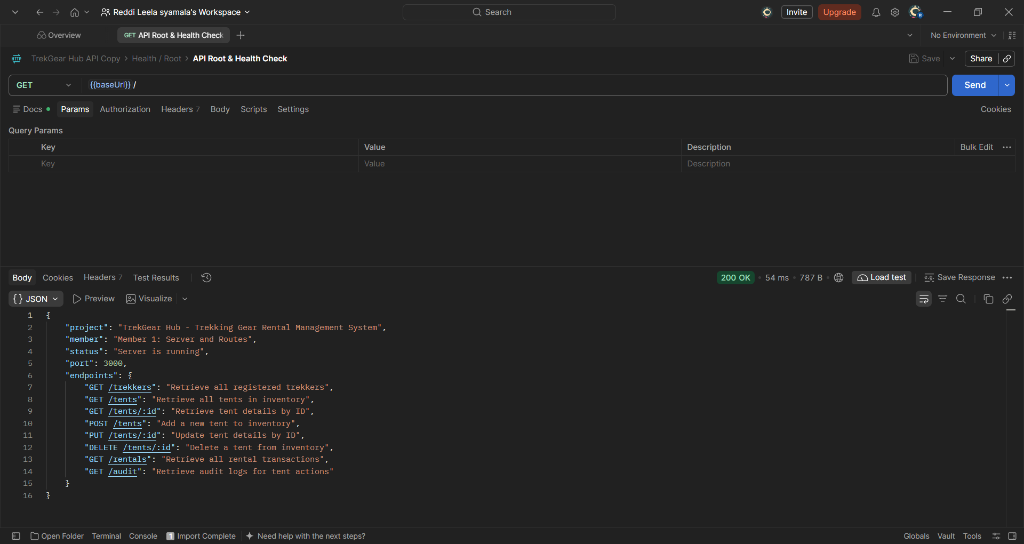 Reddi Leela syamala's Workspace
Search
Invite
Upgrade
Overview
GET API Root & Health Check
No Environment
TrekGear Hub API Copy › Health / Root › API Root & Health Check
Save
Share
GET
{{baseUrl}} /
Send
Docs
Params
Authorization
Headers 7
Body
Scripts
Settings
Cookies
Query Params
Key
Value
Description
Bulk Edit
Key
Value
Description
Body
Cookies
Headers 7
Test Results
200 OK
54 ms
787 B
Load test
Save Response
{} JSON
Preview
Visualize
1 {
2 "project": "TrekGear Hub - Trekking Gear Rental Management System",
3 "member": "Member 1: Server and Routes",
4 "status": "Server is running",
5 "port": 3000,
6 "endpoints": {
7 "GET /trekkers": "Retrieve all registered trekkers",
8 "GET /tents": "Retrieve all tents in inventory",
9 "GET /tents/:id": "Retrieve tent details by ID",
10 "POST /tents": "Add a new tent to inventory",
11 "PUT /tents/:id": "Update tent details by ID",
12 "DELETE /tents/:id": "Delete a tent from inventory",
13 "GET /rentals": "Retrieve all rental transactions",
14 "GET /audit": "Retrieve audit logs for tent actions"
15 }
16 }
Open Folder
Terminal
Console
1 Import Complete
Need help with the next steps?
Globals
Vault
Tools